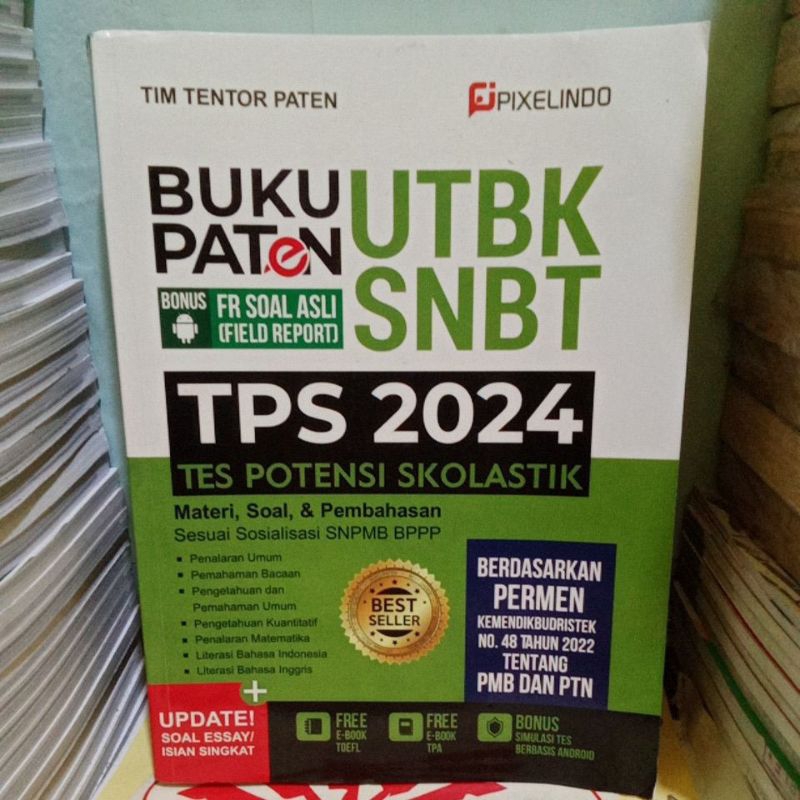 TIM TENTOR PATEN
PIXELINDO
BUKU
PATeN
UTBK
SNBT
BONUS
FR SOAL ASLI
(FIELD REPORT)
TPS 2024
TES POTENSI SKOLASTIK
Materi, Soal, & Pembahasan
Sesuai Sosialisasi SNPMB BPPP
Penalaran Umum
Pemahaman Bacaan
Pengelahuan dan
Pemahaman Umum
Pengetahuan Kuantitatif
Penalaran Matematika
Literasi Bahasa Indonesia
Literasi Bahasa Inggris
BEST
SELLER
BERDASARKAN
PERMEN
KEMENDIKBUDRISTEK
NO. 48 TAHUN 2022
TENTANG
PMB DAN PTN
+
UPDATE!
SOAL ESSAY/
ISIAN SINGKAT
FREE
E-BOOK
TOEFL
FREE
E-BOOK
TPA
BONUS
SIMULASI TES
BERBASIS ANDROID